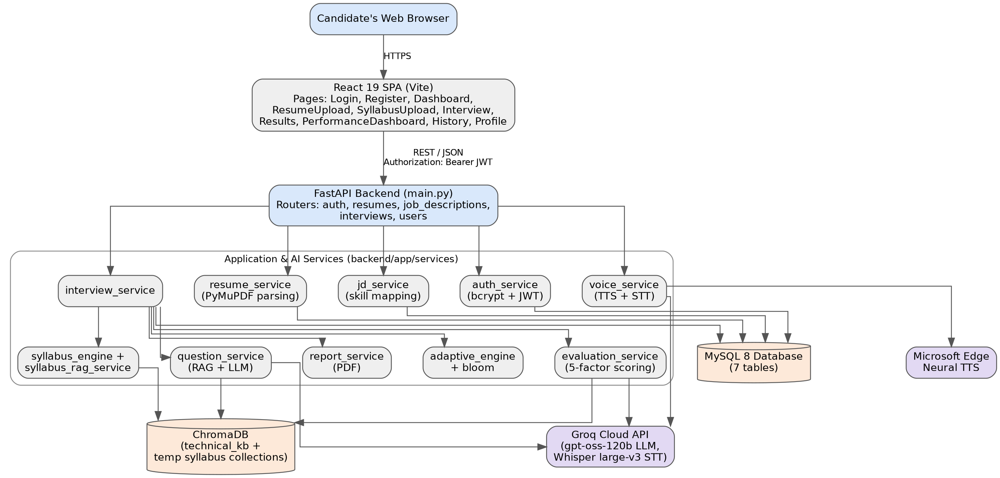 Candidate's Web Browser
HTTPS
React 19 SPA (Vite)
Pages: Login, Register, Dashboard,
ResumeUpload, SyllabusUpload, Interview,
Results, PerformanceDashboard, History, Profile
REST / JSON
Authorization: Bearer JWT
FastAPI Backend (main.py)
Routers: auth, resumes, job_descriptions,
interviews, users
Application & AI Services (backend/app/services)
interview_service
resume_service
(PyMuPDF parsing)
jd_service
(skill mapping)
auth_service
(bcrypt + JWT)
voice_service
(TTS + STT)
syllabus_engine +
syllabus_rag_service
question_service
(RAG + LLM)
report_service
(PDF)
adaptive_engine
+ bloom
evaluation_service
(5-factor scoring)
MySQL 8 Database
(7 tables)
Microsoft Edge
Neural TTS
ChromaDB
(technical_kb +
temp syllabus collections)
Groq Cloud API
(gpt-oss-120b LLM,
Whisper large-v3 STT)